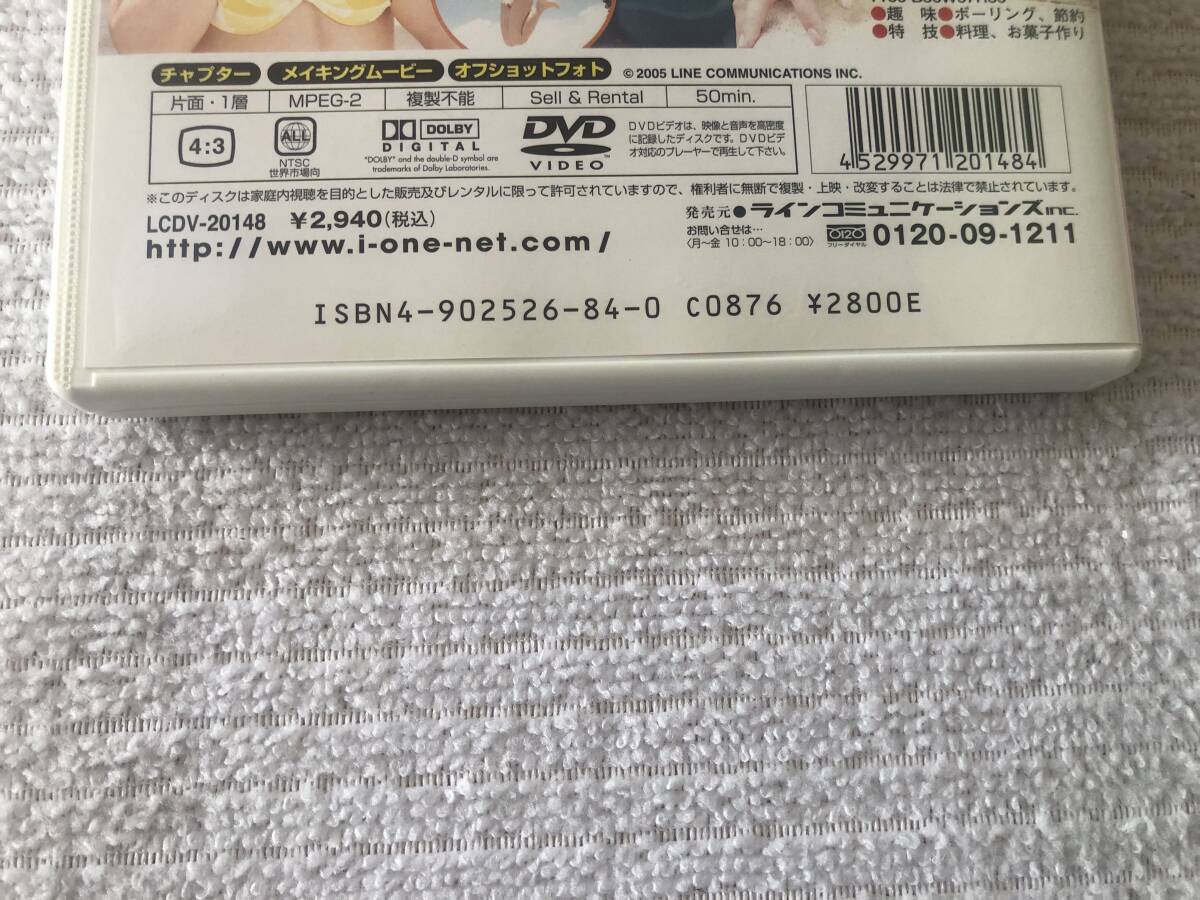 ●趣 味●ボーリング、節約
●特 技●料理、お菓子作り
チャプター メイキングムービー オフショットフォト © 2005 LINE COMMUNICATIONS INC.
片面・1層 MPEG-2 複製不能 Sell & Rental 50min.
4:3
ALL
NTSC
世界市場向
DOLBY
DIGITAL
"DOLBY" and the double-D symbol are
trademarks of Dolby Laboratories.
DVD
VIDEO™
DVDビデオは、映像と音声を高密度
に記録したディスクです。DVDビデ
オ対応のプレーヤーで再生して下さい。
4 529971 201484
※このディスクは家庭内視聴を目的とした販売及びレンタルに限って許可されていますので、権利者に無断で複製・上映・改変することは法律で禁止されています。
LCDV-20148 ¥2,940(税込)
http://www.i-one-net.com/
発売元●ラインコミュニケーションズINC.
お問い合せは…
〈月〜金 10:00〜18:00〉
フリーダイヤル 0120-09-1211
ISBN4-902526-84-0 C0876 ¥2800E